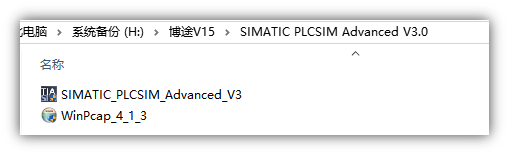 电脑 > 系统备份 (H:) > 博途V15 > SIMATIC PLCSIM Advanced V3.0
名称
SIMATIC_PLCSIM_Advanced_V3
WinPcap_4_1_3